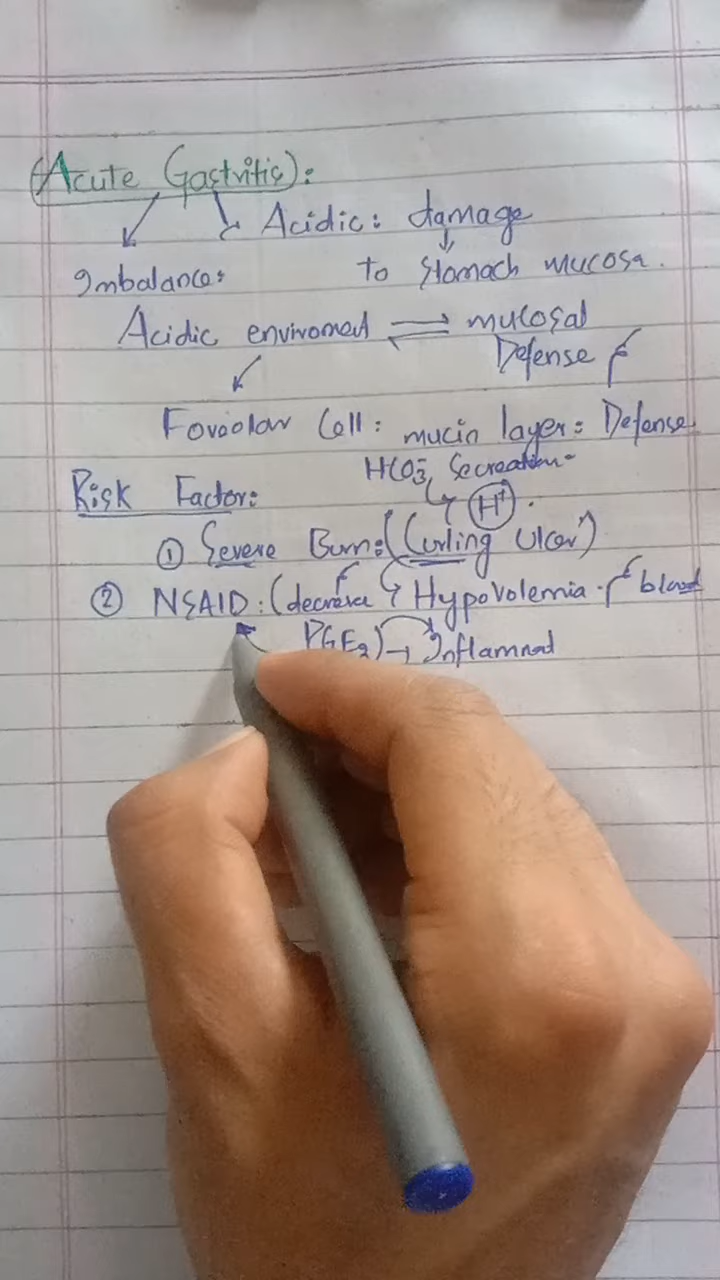 (Acute Gastritis):
Acidic: damage
Imbalance: to stomach mucosa.
Acidic enviroment ⇌ mucosal
Defense
Foveolar Cell: mucin layer: Defense
HCO3, Secreation
Risk Factor: H+
① Severe Burn: (Curling Ulcer)
② NSAID: (decrease Hypovolemia blood
PGE2) → Inflamned